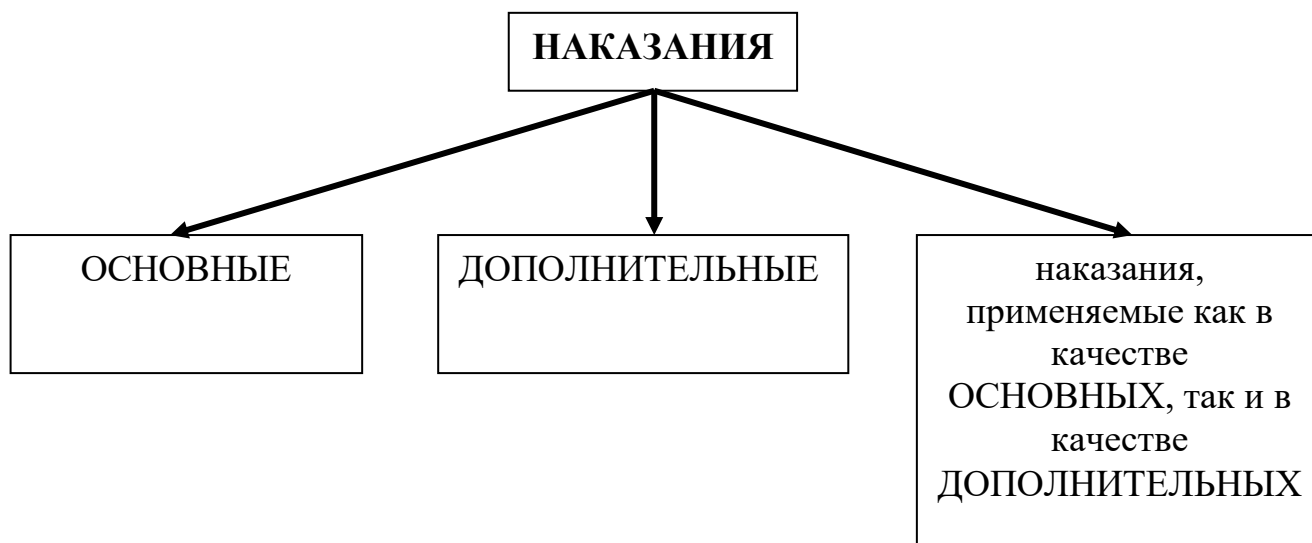 НАКАЗАНИЯ
ОСНОВНЫЕ
ДОПОЛНИТЕЛЬНЫЕ
наказания,
применяемые как в
качестве
ОСНОВНЫХ, так и в
качестве
ДОПОЛНИТЕЛЬНЫХ